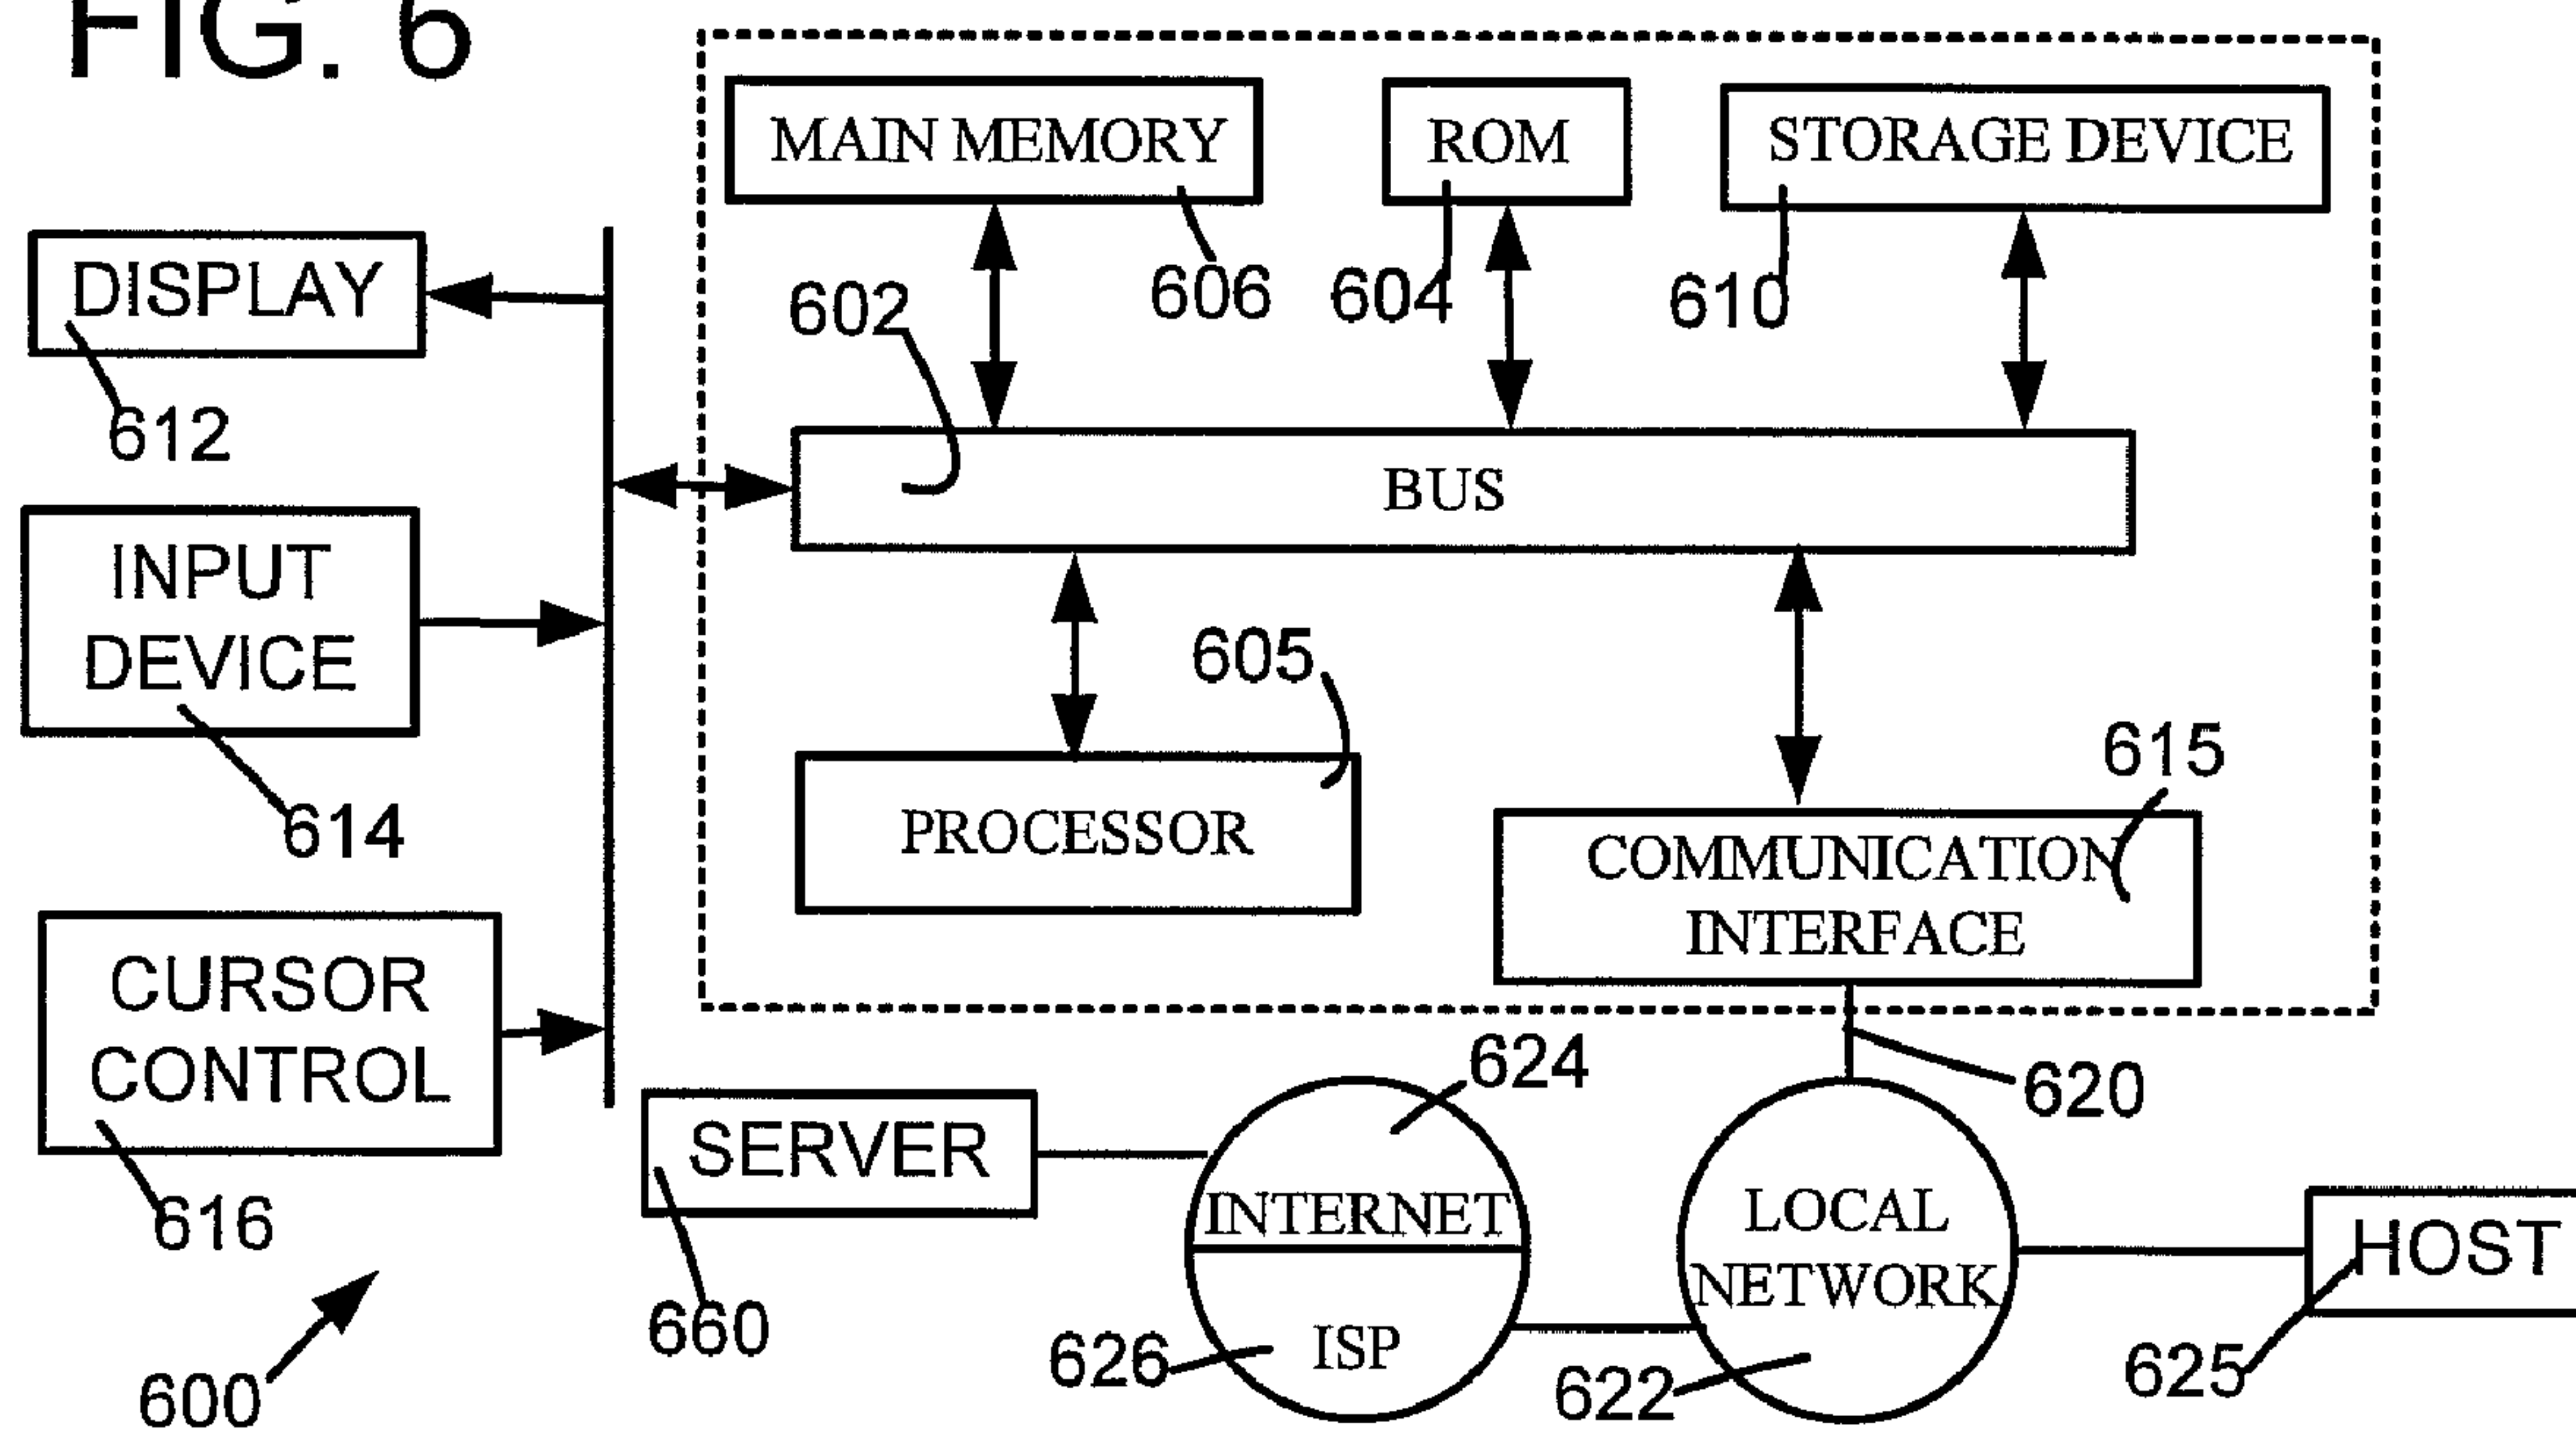 FIG. 6
MAIN MEMORY
ROM
STORAGE DEVICE
606
604
610
602
DISPLAY
612
BUS
INPUT
DEVICE
614
605
PROCESSOR
615
COMMUNICATION
INTERFACE
CURSOR
CONTROL
616
600
SERVER
660
624
INTERNET
ISP
626
620
LOCAL
NETWORK
622
HOST
625